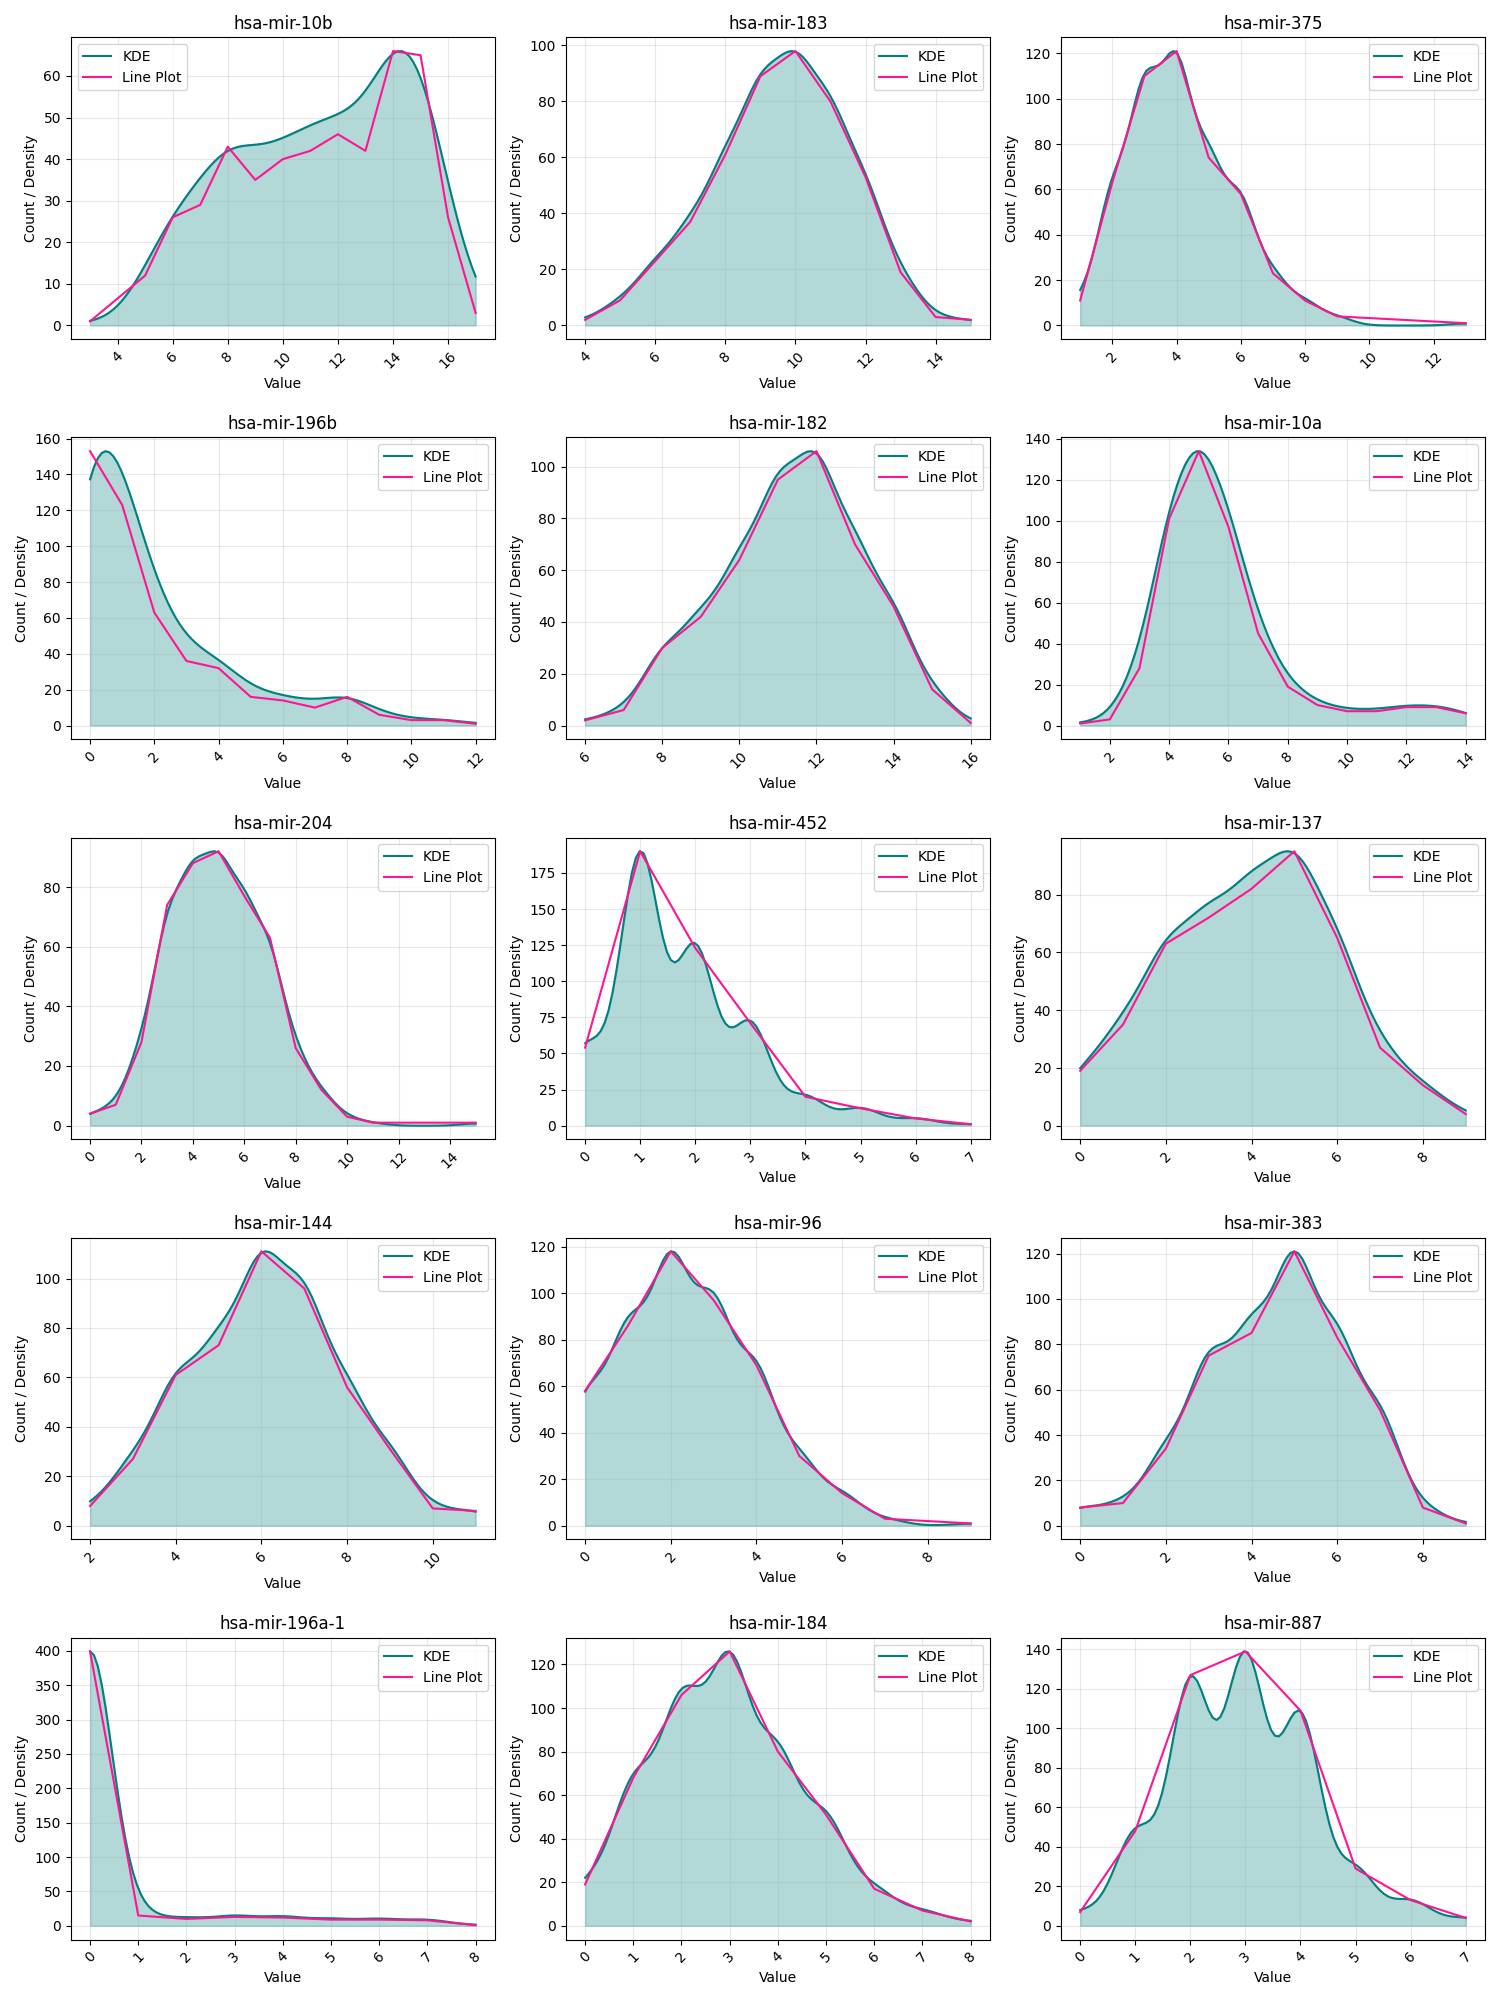 hsa-mir-10b
KDE
Line Plot
Count / Density
0
10
20
30
40
50
60
4
6
8
10
12
14
16
Value
hsa-mir-183
KDE
Line Plot
Count / Density
0
20
40
60
80
100
4
6
8
10
12
14
Value
hsa-mir-375
KDE
Line Plot
Count / Density
0
20
40
60
80
100
120
2
4
6
8
10
12
Value
hsa-mir-196b
KDE
Line Plot
Count / Density
0
20
40
60
80
100
120
140
160
0
2
4
6
8
10
12
Value
hsa-mir-182
KDE
Line Plot
Count / Density
0
20
40
60
80
100
6
8
10
12
14
16
Value
hsa-mir-10a
KDE
Line Plot
Count / Density
0
20
40
60
80
100
120
140
2
4
6
8
10
12
14
Value
hsa-mir-204
KDE
Line Plot
Count / Density
0
20
40
60
80
0
2
4
6
8
10
12
14
Value
hsa-mir-452
KDE
Line Plot
Count / Density
0
25
50
75
100
125
150
175
0
1
2
3
4
5
6
7
Value
hsa-mir-137
KDE
Line Plot
Count / Density
0
20
40
60
80
0
2
4
6
8
Value
hsa-mir-144
KDE
Line Plot
Count / Density
0
20
40
60
80
100
2
4
6
8
10
Value
hsa-mir-96
KDE
Line Plot
Count / Density
0
20
40
60
80
100
120
0
2
4
6
8
Value
hsa-mir-383
KDE
Line Plot
Count / Density
0
20
40
60
80
100
120
0
2
4
6
8
Value
hsa-mir-196a-1
KDE
Line Plot
Count / Density
0
50
100
150
200
250
300
350
400
0
1
2
3
4
5
6
7
8
Value
hsa-mir-184
KDE
Line Plot
Count / Density
0
20
40
60
80
100
120
0
1
2
3
4
5
6
7
8
Value
hsa-mir-887
KDE
Line Plot
Count / Density
0
20
40
60
80
100
120
140
0
1
2
3
4
5
6
7
Value